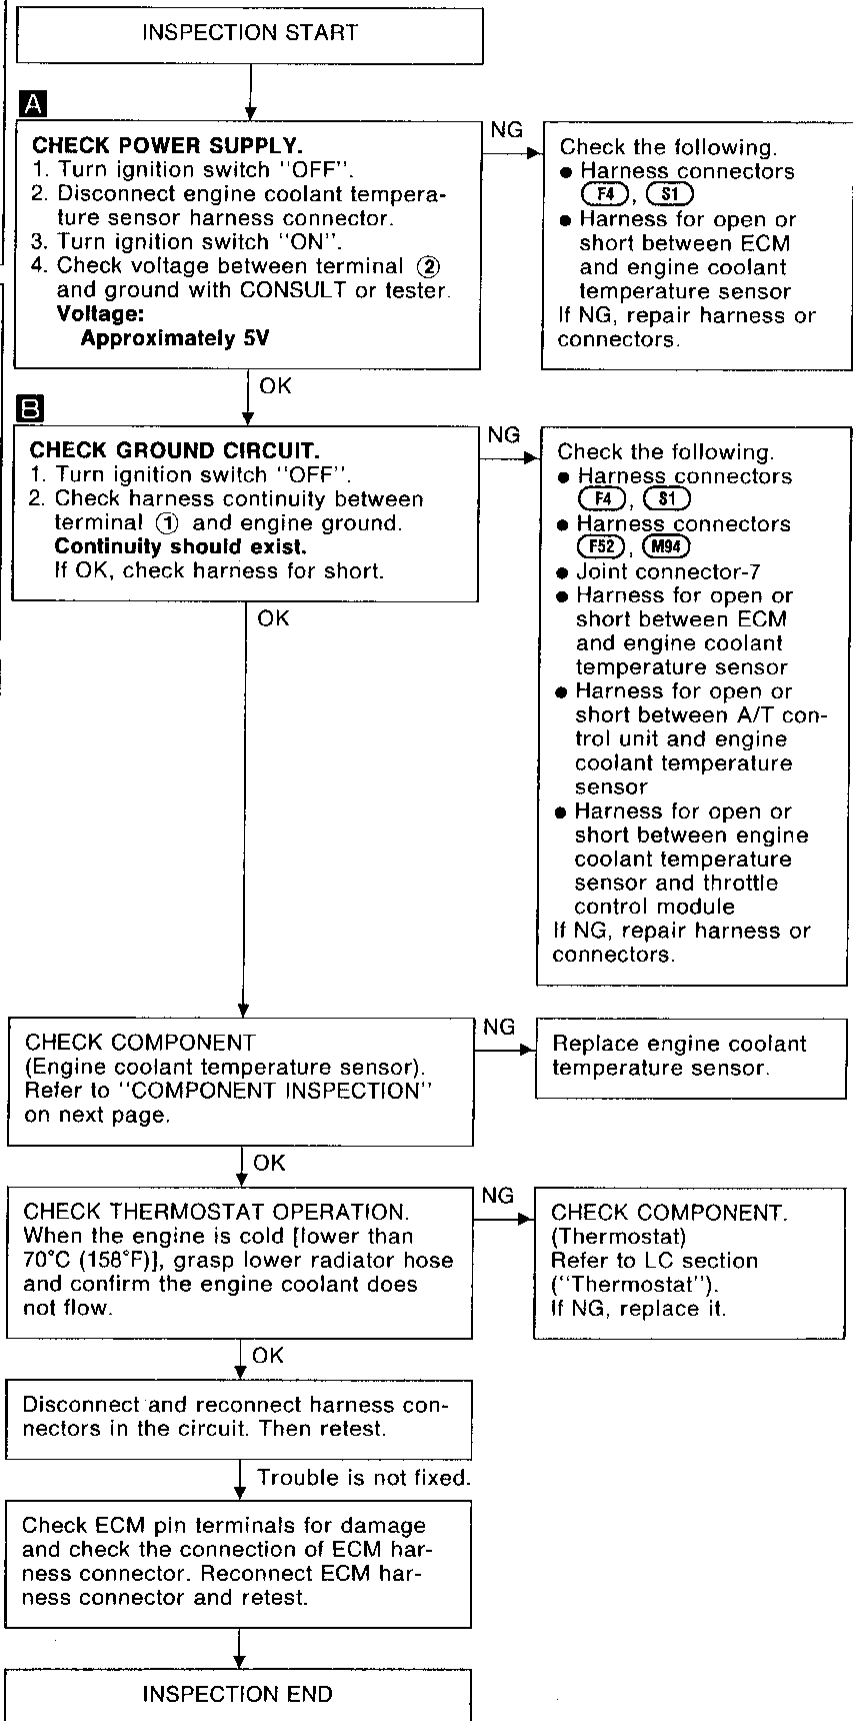 INSPECTION START
A
CHECK POWER SUPPLY.
1. Turn ignition switch "OFF".
2. Disconnect engine coolant tempera-
ture sensor harness connector.
3. Turn ignition switch "ON".
4. Check voltage between terminal ②
and ground with CONSULT or tester.
Voltage:
Approximately 5V
NG
Check the following.
● Harness connectors
F4, S1
● Harness for open or
short between ECM
and engine coolant
temperature sensor
If NG, repair harness or
connectors.
OK
B
CHECK GROUND CIRCUIT.
1. Turn ignition switch "OFF".
2. Check harness continuity between
terminal ① and engine ground.
Continuity should exist.
If OK, check harness for short.
NG
Check the following.
● Harness connectors
F4, S1
● Harness connectors
F52, M94
● Joint connector-7
● Harness for open or
short between ECM
and engine coolant
temperature sensor
● Harness for open or
short between A/T con-
trol unit and engine
coolant temperature
sensor
● Harness for open or
short between engine
coolant temperature
sensor and throttle
control module
If NG, repair harness or
connectors.
OK
CHECK COMPONENT
(Engine coolant temperature sensor).
Refer to "COMPONENT INSPECTION"
on next page.
NG
Replace engine coolant
temperature sensor.
OK
CHECK THERMOSTAT OPERATION.
When the engine is cold [lower than
70°C (158°F)], grasp lower radiator hose
and confirm the engine coolant does
not flow.
NG
CHECK COMPONENT.
(Thermostat)
Refer to LC section
("Thermostat").
If NG, replace it.
OK
Disconnect and reconnect harness con-
nectors in the circuit. Then retest.
Trouble is not fixed.
Check ECM pin terminals for damage
and check the connection of ECM har-
ness connector. Reconnect ECM har-
ness connector and retest.
INSPECTION END